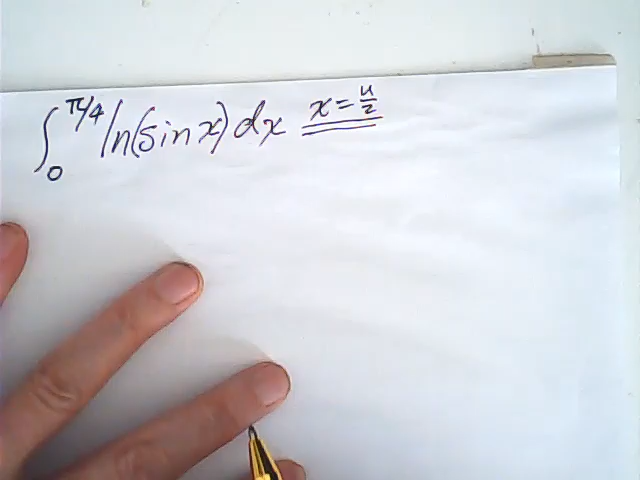 ∫₀^{π/4} ln(sin x) dx x = u/2